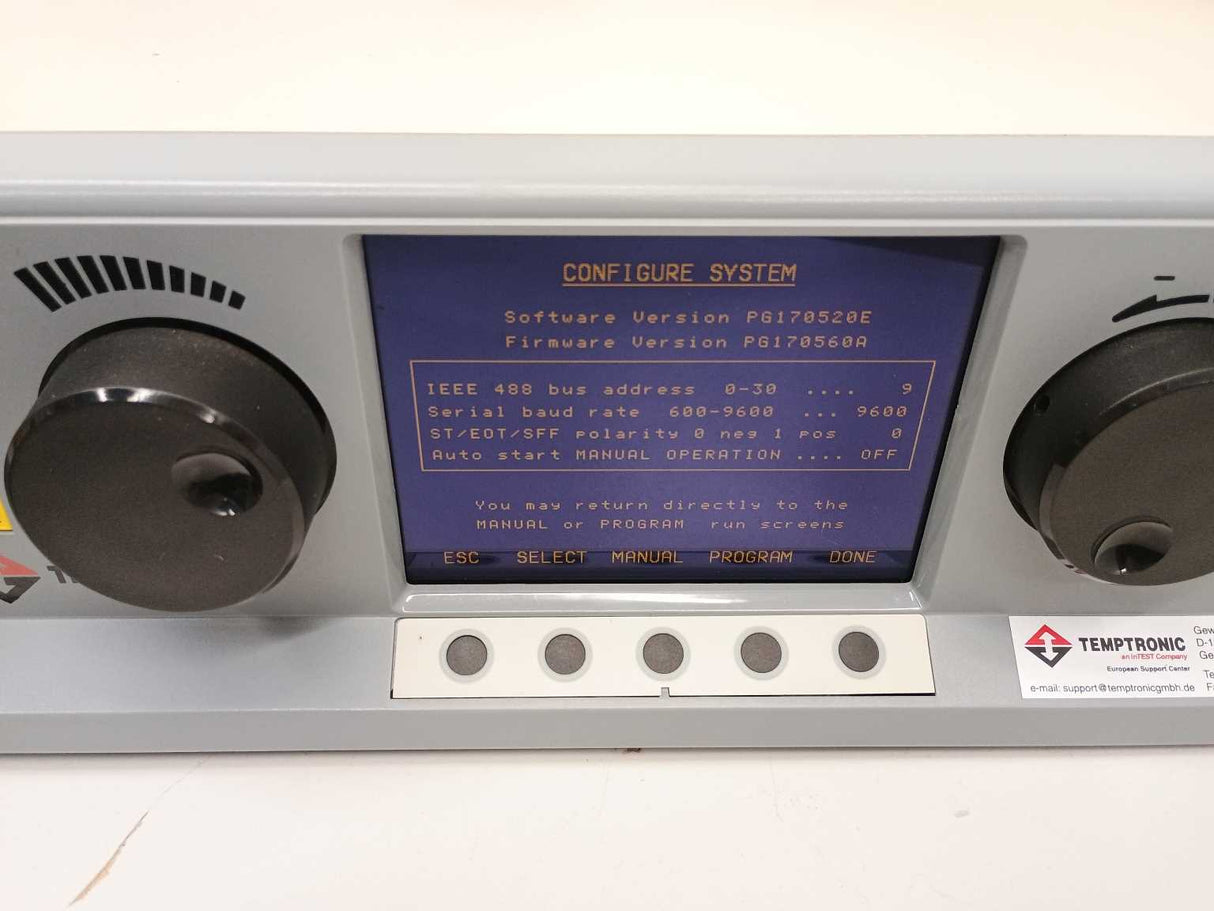 CONFIGURE SYSTEM
Software Version PG170520E
Firmware Version PG170560A
IEEE 488 bus address 0-30 .... 9
Serial baud rate 600-9600 ... 9600
ST/EOT/SFF polarity 0 neg 1 pos 0
Auto start MANUAL OPERATION .... OFF
You may return directly to the
MANUAL or PROGRAM run screens
ESC SELECT MANUAL PROGRAM DONE
-
TEMPTRONIC
an inTEST Company
European Support Center
e-mail: support@temptronicgmbh.de